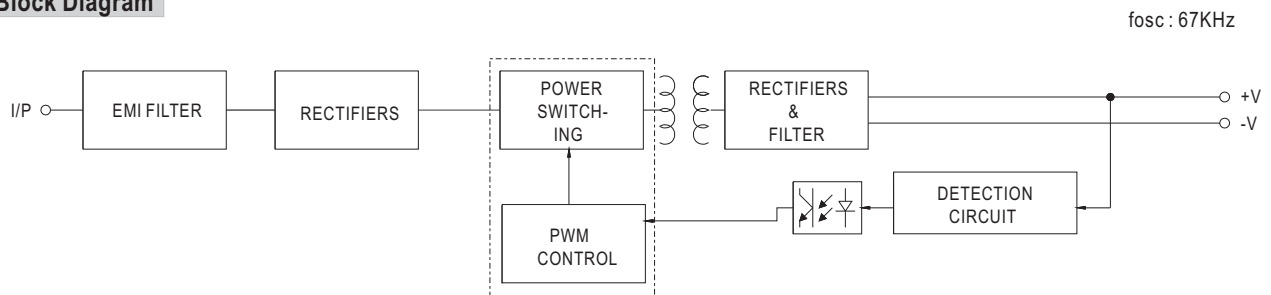 Block Diagram
fosc : 67KHz
I/P
EMI FILTER
RECTIFIERS
POWER
SWITCH-
ING
RECTIFIERS
&
FILTER
+V
-V
DETECTION
CIRCUIT
PWM
CONTROL